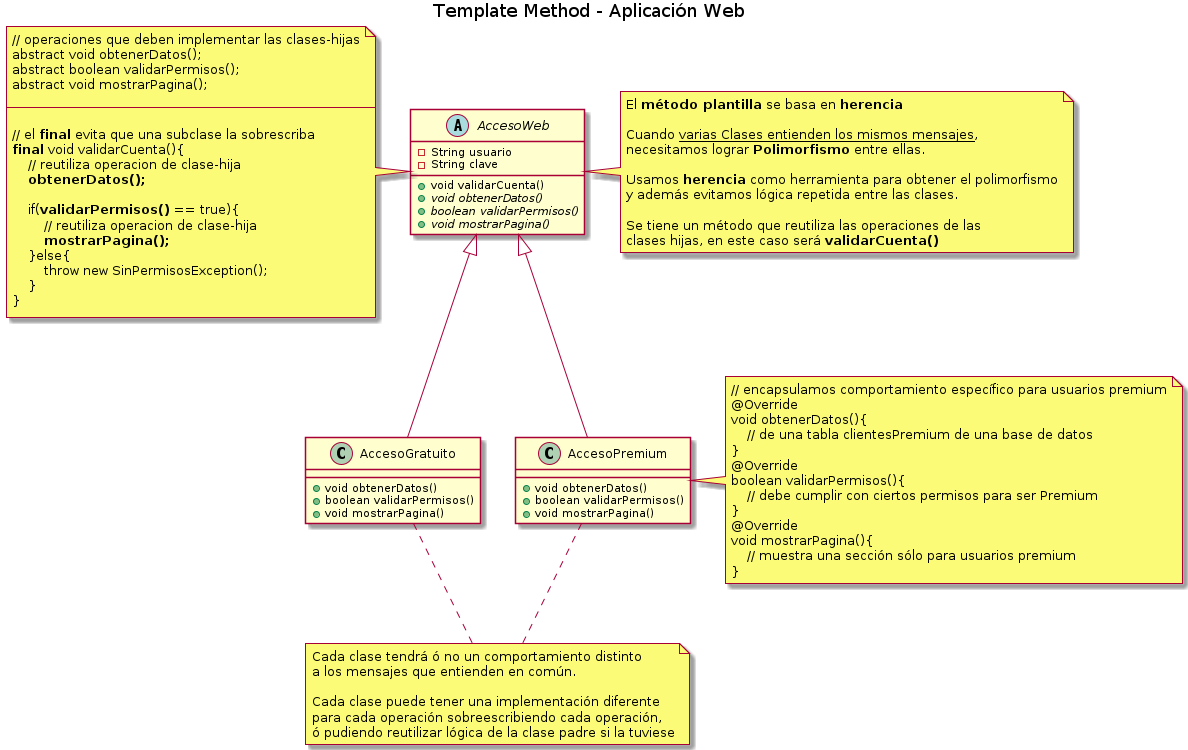 Template Method - Aplicación Web
// operaciones que deben implementar las clases-hijas
abstract void obtenerDatos();
abstract boolean validarPermisos();
abstract void mostrarPagina();
// el final evita que una subclase la sobrescriba
final void validarCuenta(){
// reutiliza operacion de clase-hija
obtenerDatos();
if(validarPermisos() == true){
// reutiliza operacion de clase-hija
mostrarPagina();
}else{
throw new SinPermisosException();
}
}
A AccesoWeb
String usuario
String clave
void validarCuenta()
void obtenerDatos()
boolean validarPermisos()
void mostrarPagina()
El método plantilla se basa en herencia
Cuando varias Clases entienden los mismos mensajes,
necesitamos lograr Polimorfismo entre ellas.
Usamos herencia como herramienta para obtener el polimorfismo
y además evitamos lógica repetida entre las clases.
Se tiene un método que reutiliza las operaciones de las
clases hijas, en este caso será validarCuenta()
C AccesoGratuito
void obtenerDatos()
boolean validarPermisos()
void mostrarPagina()
C AccesoPremium
void obtenerDatos()
boolean validarPermisos()
void mostrarPagina()
// encapsulamos comportamiento específico para usuarios premium
@Override
void obtenerDatos(){
// de una tabla clientesPremium de una base de datos
}
@Override
boolean validarPermisos(){
// debe cumplir con ciertos permisos para ser Premium
}
@Override
void mostrarPagina(){
// muestra una sección sólo para usuarios premium
}
Cada clase tendrá ó no un comportamiento distinto
a los mensajes que entienden en común.
Cada clase puede tener una implementación diferente
para cada operación sobreescribiendo cada operación,
ó pudiendo reutilizar lógica de la clase padre si la tuviese